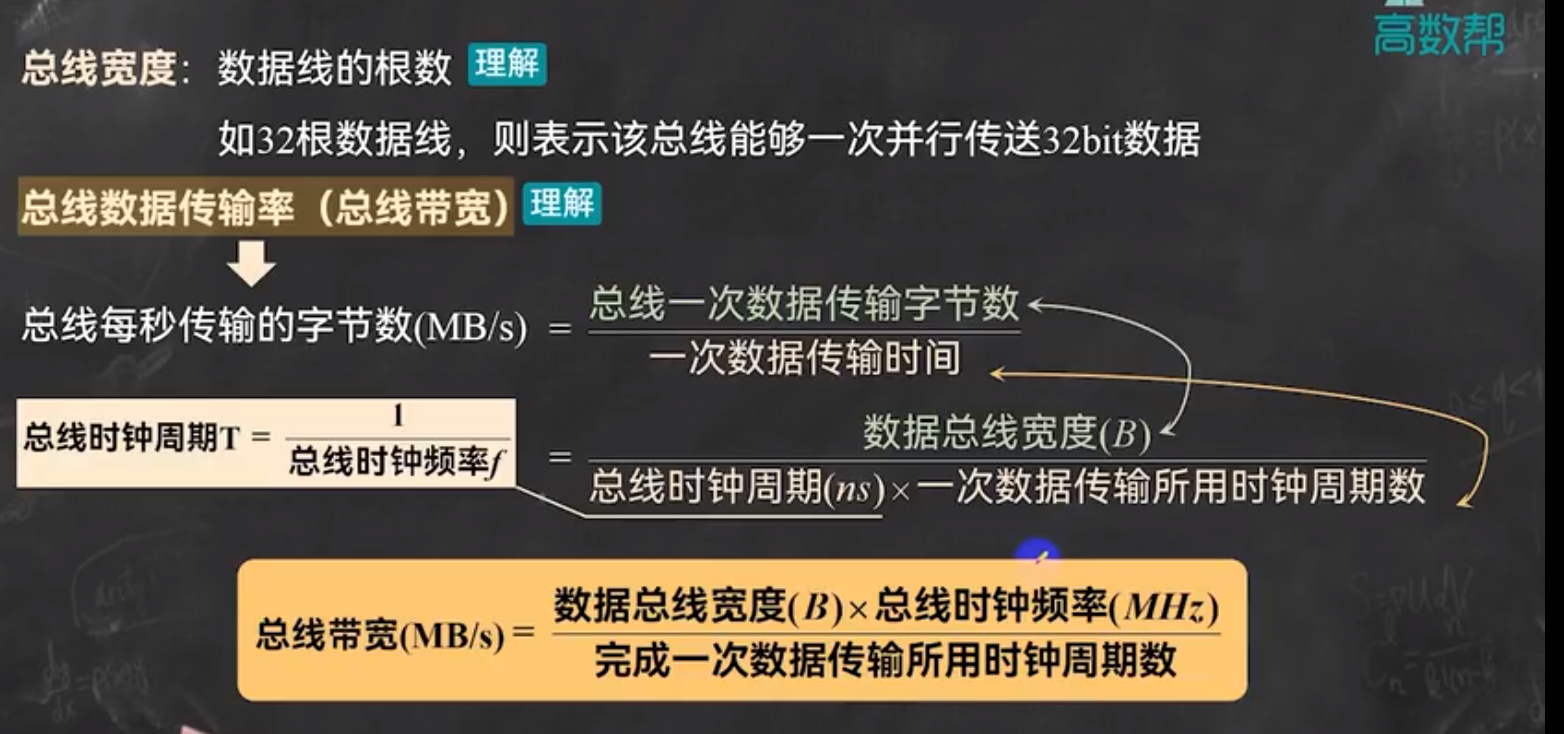 高数帮
总线宽度：数据线的根数 理解
如32根数据线，则表示该总线能够一次并行传送32bit数据
总线数据传输率（总线带宽） 理解
总线每秒传输的字节数(MB/s) = 总线一次数据传输字节数
一次数据传输时间
总线时钟周期T = 1
总线时钟频率f
= 数据总线宽度(B)
总线时钟周期(ns)×一次数据传输所用时钟周期数
总线带宽(MB/s) = 数据总线宽度(B)×总线时钟频率(MHz)
完成一次数据传输所用时钟周期数